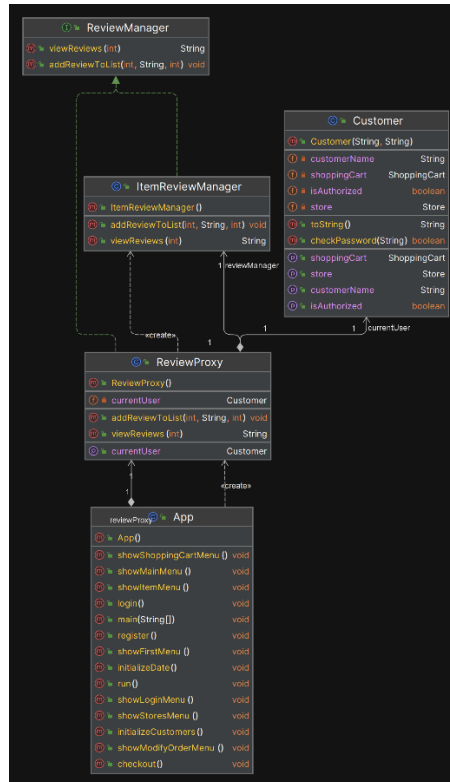 ReviewManager
viewReviews(int) String
addReviewToList(int, String, int) void
Customer
Customer(String, String)
customerName String
shoppingCart ShoppingCart
isAuthorized boolean
store Store
toString() String
checkPassword(String) boolean
shoppingCart ShoppingCart
store Store
customerName String
isAuthorized boolean
ItemReviewManager
ItemReviewManager()
addReviewToList(int, String, int) void
viewReviews(int) String
1 reviewManager
«create»
1
1
1
currentUser
ReviewProxy
ReviewProxy()
currentUser Customer
addReviewToList(int, String, int) void
viewReviews(int) String
currentUser Customer
1
1
«create»
reviewProxy
App
App()
showShoppingCartMenu() void
showMainMenu() void
showItemMenu() void
login() void
main(String[]) void
register() void
showFirstMenu() void
initializeDate() void
run() void
showLoginMenu() void
showStoresMenu() void
initializeCustomers() void
showModifyOrderMenu() void
checkout() void